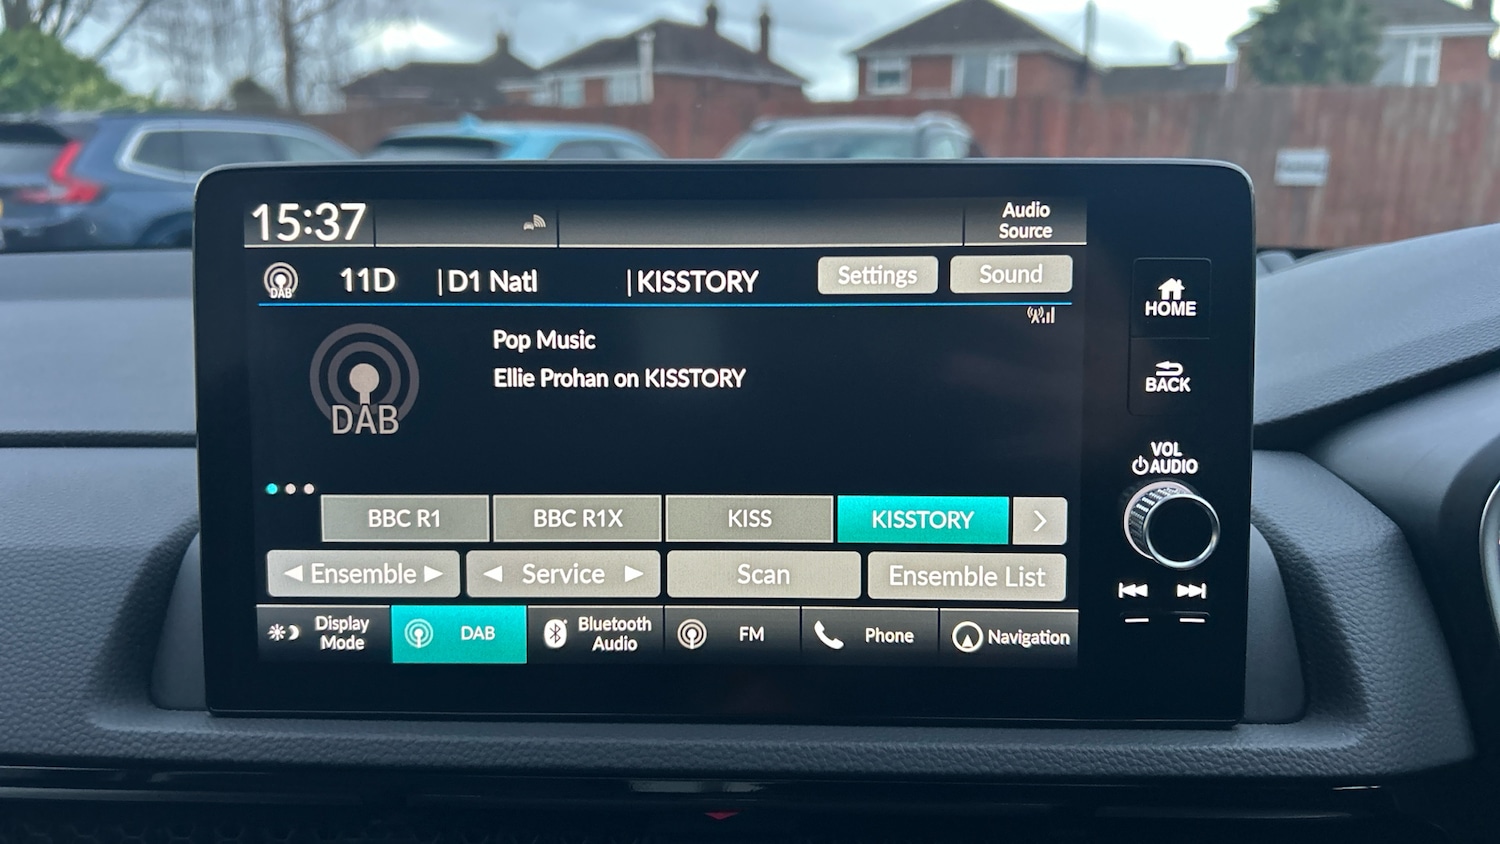 15:37
Audio
Source
DAB
11D
|D1 Natl
|KISSTORY
Settings
Sound
HOME
Pop Music
Ellie Prohan on KISSTORY
DAB
BACK
VOL
AUDIO
BBC R1
BBC R1X
KISS
KISSTORY
Ensemble
Service
Scan
Ensemble List
Display
Mode
DAB
Bluetooth
Audio
FM
Phone
Navigation